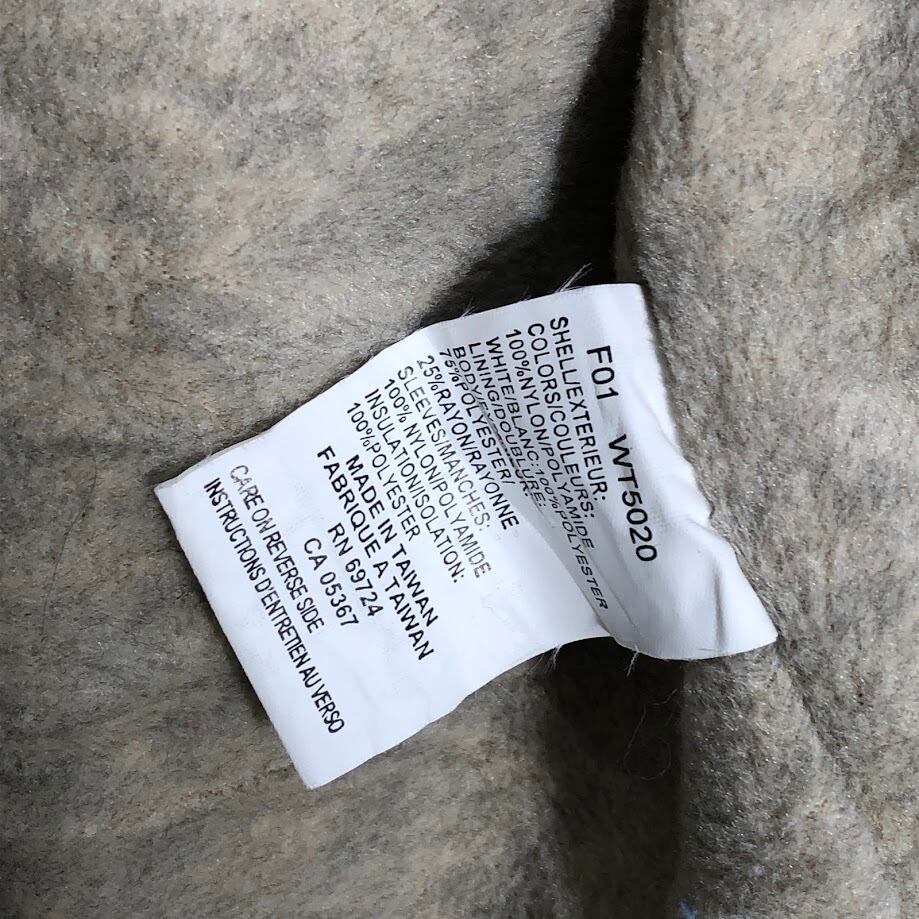 F01 WT5020
SHELL/EXTERIEUR:
COLORS/COULEURS:
100%NYLON/POLYAMIDE
WHITE/BLANC:100%POLYESTER
LINING/DOUBLURE:
75%POLYESTER/
25%RAYON/RAYONNE
SLEEVES/MANCHES:
100% NYLON/POLYAMIDE
INSULATION/ISOLATION:
100%POLYESTER
MADE IN TAIWAN
FABRIQUE A TAIWAN
RN 69724
CA 05367
CARE ON REVERSE SIDE
INSTRUCTIONS D'ENTRETIEN AU VERSO